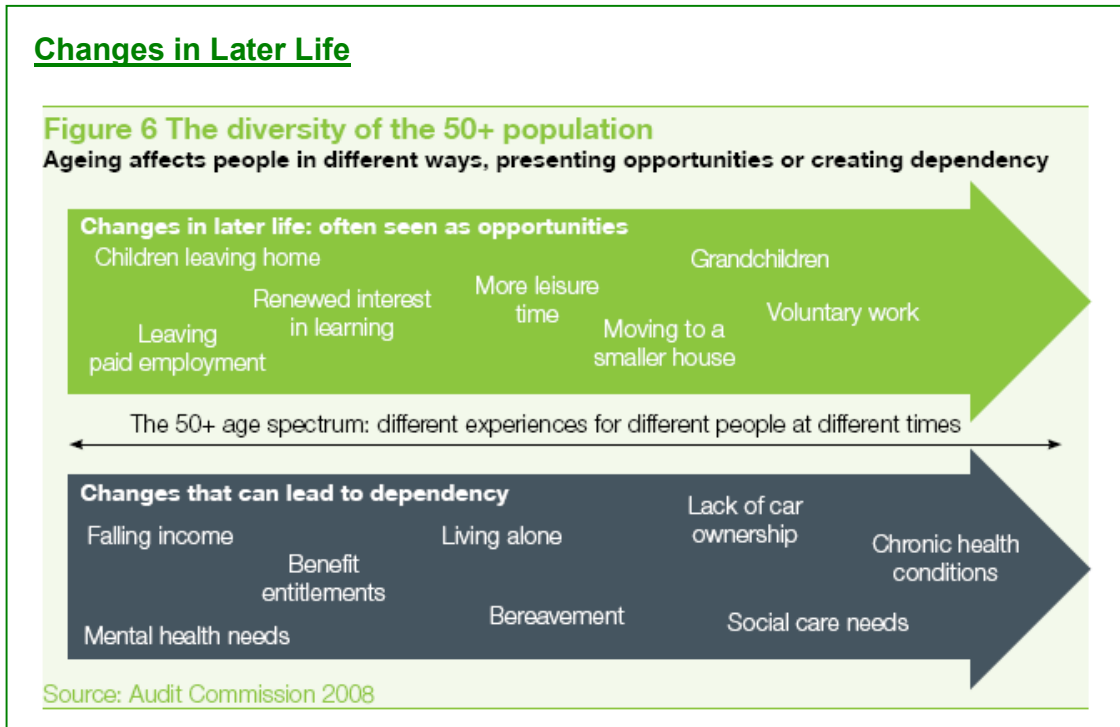 Changes in Later Life
Figure 6 The diversity of the 50+ population
Ageing affects people in different ways, presenting opportunities or creating dependency
Changes in later life: often seen as opportunities
Children leaving home
Grandchildren
Renewed interest
in learning
More leisure
time
Voluntary work
Leaving
paid employment
Moving to a
smaller house
The 50+ age spectrum: different experiences for different people at different times
Changes that can lead to dependency
Falling income
Living alone
Lack of car
ownership
Chronic health
conditions
Benefit
entitlements
Bereavement
Social care needs
Mental health needs
Source: Audit Commission 2008